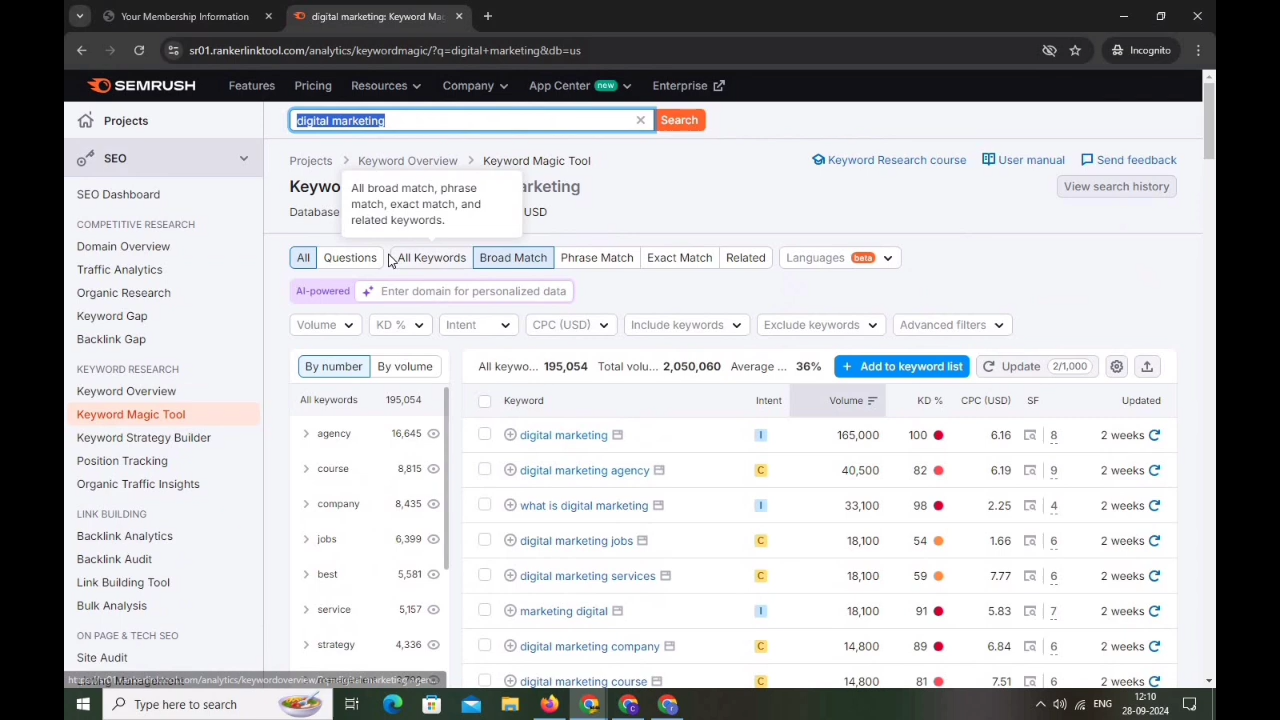 Your Membership Information
digital marketing: Keyword Mag
sr01.rankerlinktool.com/analytics/keywordmagic/?q=digital+marketing&db=us
Incognito
SEMRUSH
Features
Pricing
Resources
Company
App Center new
Enterprise
Projects
digital marketing
Search
SEO
Projects
Keyword Overview
Keyword Magic Tool
Keyword Research course
User manual
Send feedback
Keywo
arketing
View search history
All broad match, phrase
match, exact match, and
related keywords.
Database
USD
SEO Dashboard
COMPETITIVE RESEARCH
Domain Overview
Traffic Analytics
Organic Research
Keyword Gap
Backlink Gap
KEYWORD RESEARCH
Keyword Overview
Keyword Magic Tool
Keyword Strategy Builder
Position Tracking
Organic Traffic Insights
LINK BUILDING
Backlink Analytics
Backlink Audit
Link Building Tool
Bulk Analysis
ON PAGE & TECH SEO
Site Audit
All
Questions
All Keywords
Broad Match
Phrase Match
Exact Match
Related
Languages beta
AI-powered
Enter domain for personalized data
Volume
KD %
Intent
CPC (USD)
Include keywords
Exclude keywords
Advanced filters
By number
By volume
All keywo... 195,054 Total volu... 2,050,060 Average ... 36%
+ Add to keyword list
Update 2/1,000
All keywords 195,054
agency 16,645
course 8,815
company 8,435
jobs 6,399
best 5,581
service 5,157
strategy 4,336
Keyword Intent Volume KD % CPC (USD) SF Updated
digital marketing I 165,000 100 6.16 8 2 weeks
digital marketing agency C 40,500 82 6.19 9 2 weeks
what is digital marketing I 33,100 98 2.25 4 2 weeks
digital marketing jobs C 18,100 54 1.66 6 2 weeks
digital marketing services C 18,100 59 7.77 6 2 weeks
marketing digital I 18,100 91 5.83 7 2 weeks
digital marketing company C 14,800 89 6.84 6 2 weeks
digital marketing course C 14,800 81 7.51 6 2 weeks
Type here to search
ENG
12:10
28-09-2024